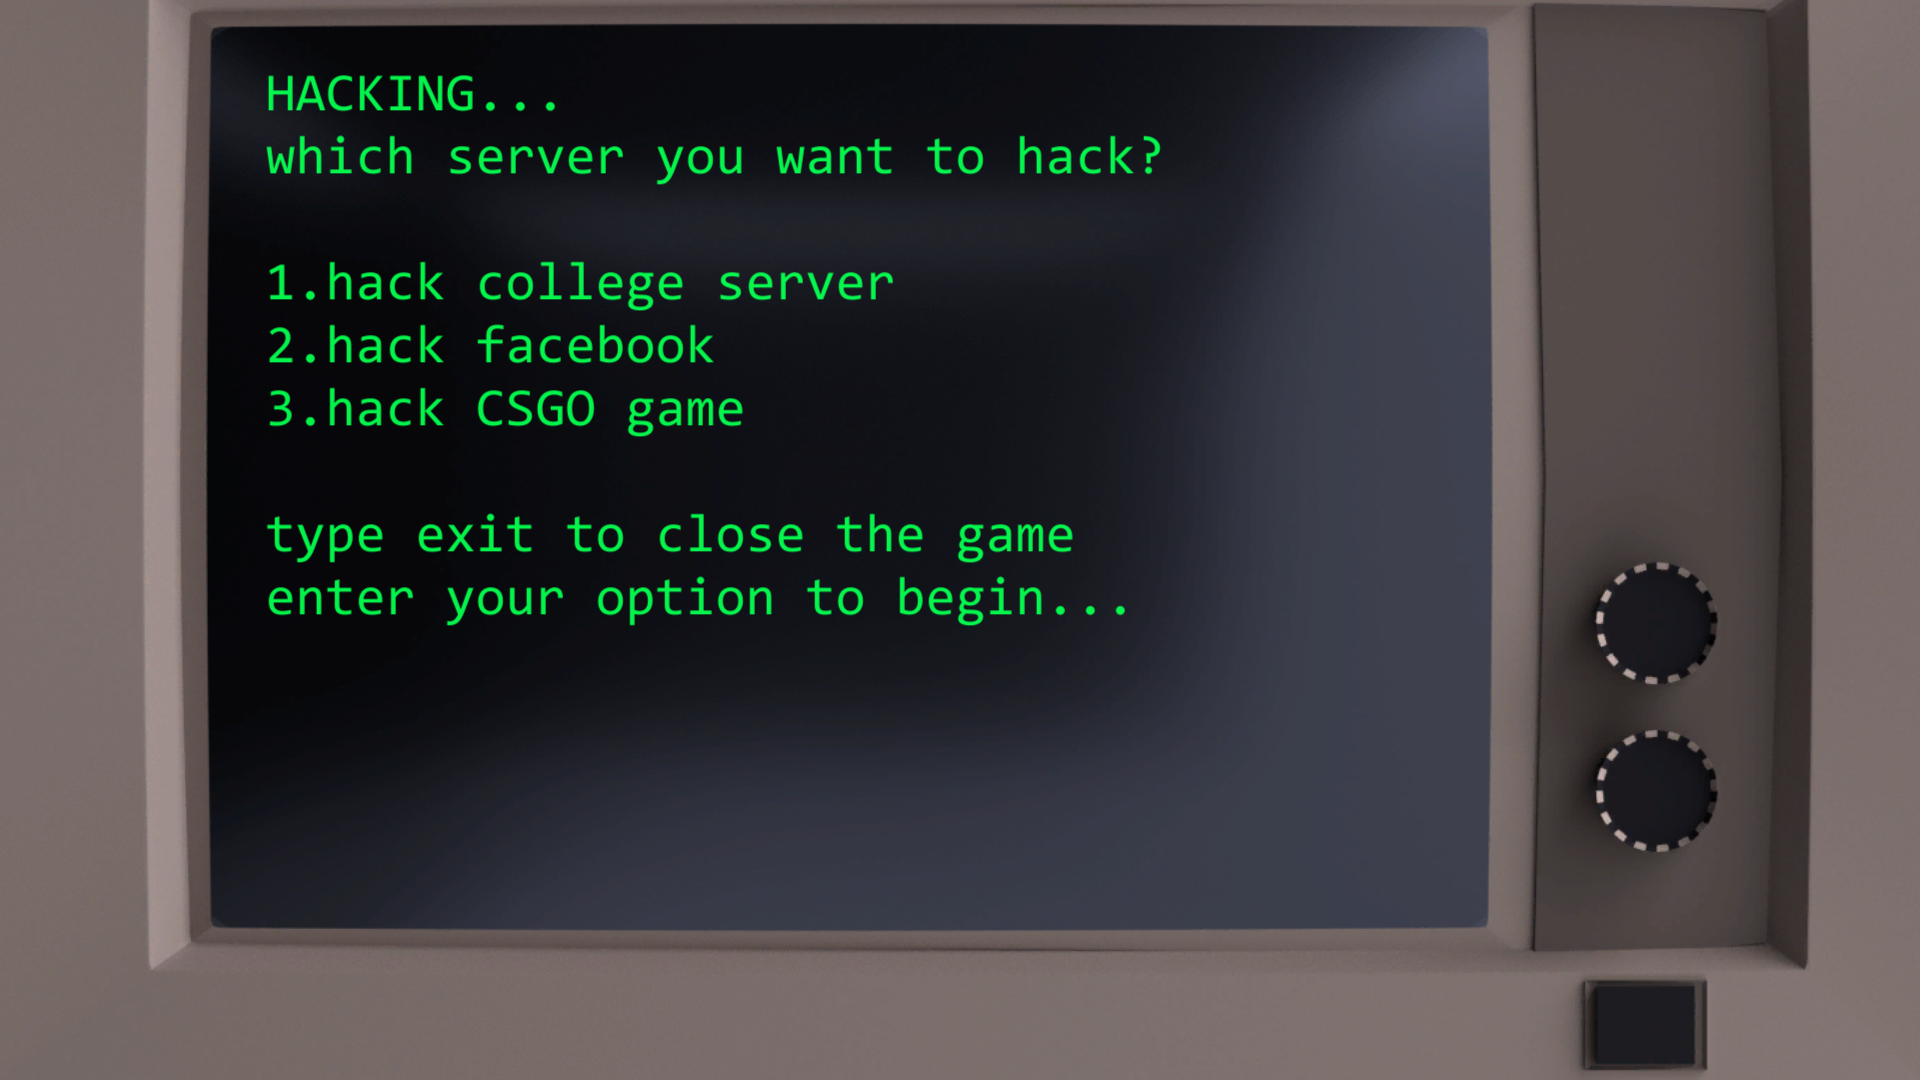 HACKING...
which server you want to hack?
1.hack college server
2.hack facebook
3.hack CSGO game
type exit to close the game
enter your option to begin...